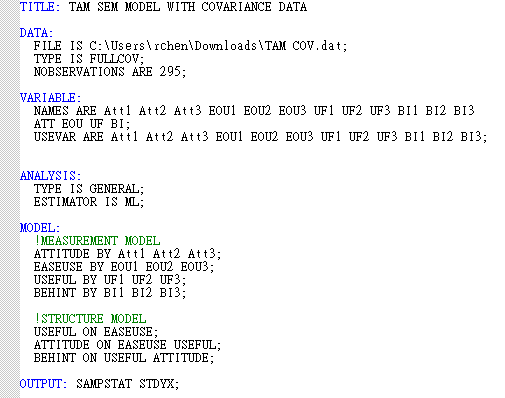 TITLE: TAM SEM MODEL WITH COVARIANCE DATA
DATA:
FILE IS C:\Users\rchen\Downloads\TAM COV.dat;
TYPE IS FULLCOV;
NOBSERVATIONS ARE 295;
VARIABLE:
NAMES ARE Att1 Att2 Att3 EOU1 EOU2 EOU3 UF1 UF2 UF3 BI1 BI2 BI3
ATT EOU UF BI;
USEVAR ARE Att1 Att2 Att3 EOU1 EOU2 EOU3 UF1 UF2 UF3 BI1 BI2 BI3;
ANALYSIS:
TYPE IS GENERAL;
ESTIMATOR IS ML;
MODEL:
!MEASUREMENT MODEL
ATTITUDE BY Att1 Att2 Att3;
EASEUSE BY EOU1 EOU2 EOU3;
USEFUL BY UF1 UF2 UF3;
BEHINT BY BI1 BI2 BI3;
!STRUCTURE MODEL
USEFUL ON EASEUSE;
ATTITUDE ON EASEUSE USEFUL;
BEHINT ON USEFUL ATTITUDE;
OUTPUT: SAMPSTAT STDYX;